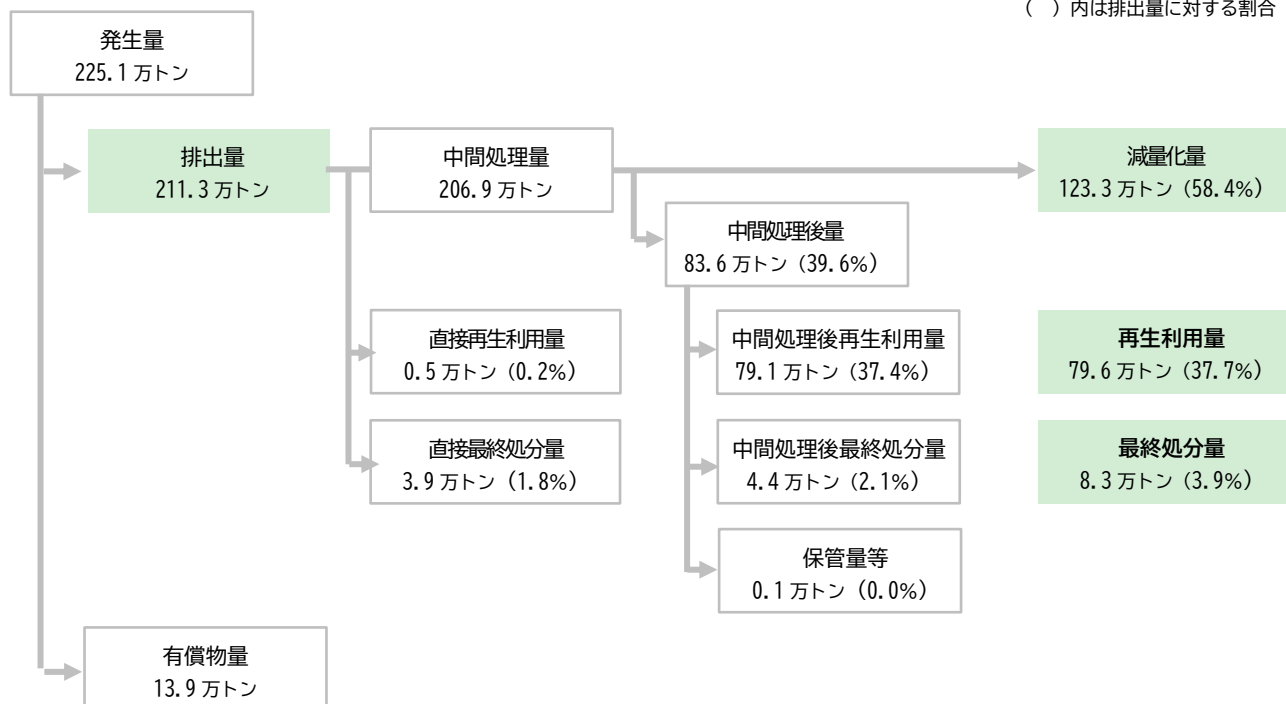 （　）内は排出量に対する割合
発生量
225.1 万トン
排出量
211.3 万トン
中間処理量
206.9 万トン
減量化量
123.3 万トン（58.4%）
中間処理後量
83.6 万トン（39.6%）
直接再生利用量
0.5 万トン（0.2%）
中間処理後再生利用量
79.1 万トン（37.4%）
再生利用量
79.6 万トン（37.7%）
直接最終処分量
3.9 万トン（1.8%）
中間処理後最終処分量
4.4 万トン（2.1%）
最終処分量
8.3 万トン（3.9%）
保管量等
0.1 万トン（0.0%）
有償物量
13.9 万トン